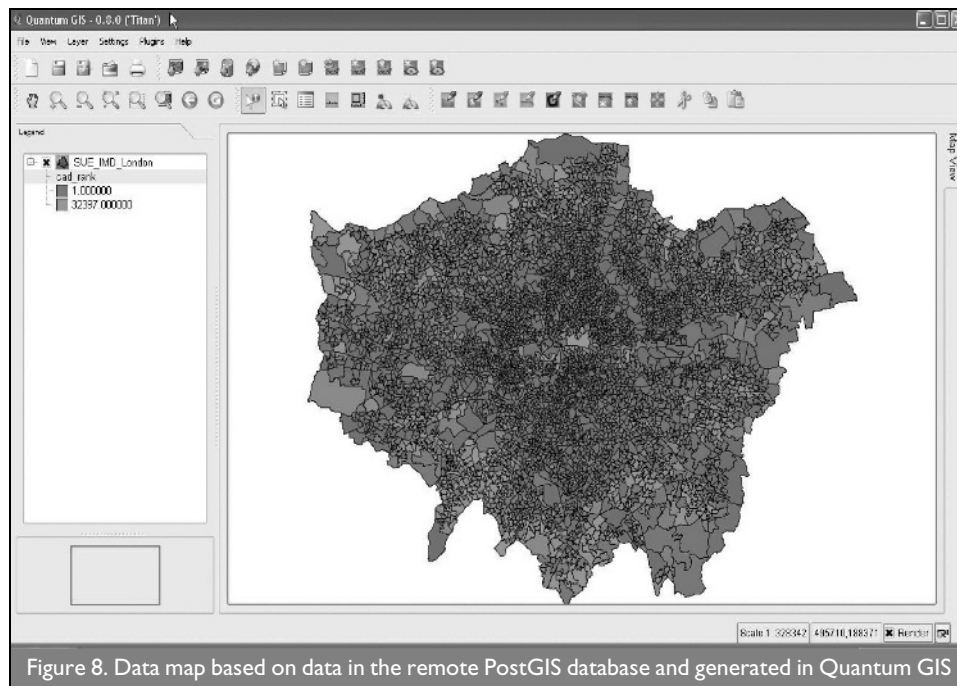 Quantum GIS - 0.8.0 ('Titan')
File View Layer Settings Plugins Help
Legend
Map View
SUE_IMD_London
cad_rank
1.000000
32397.000000
Scale 1: 328342 495710,188371 Render
Figure 8. Data map based on data in the remote PostGIS database and generated in Quantum GIS